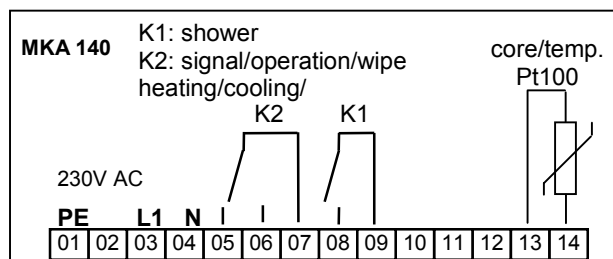 MKA 140
K1: shower
K2: signal/operation/wipe
heating/cooling/
core/temp.
Pt100
K2
K1
230V AC
PE L1 N
01 02 03 04 05 06 07 08 09 10 11 12 13 14